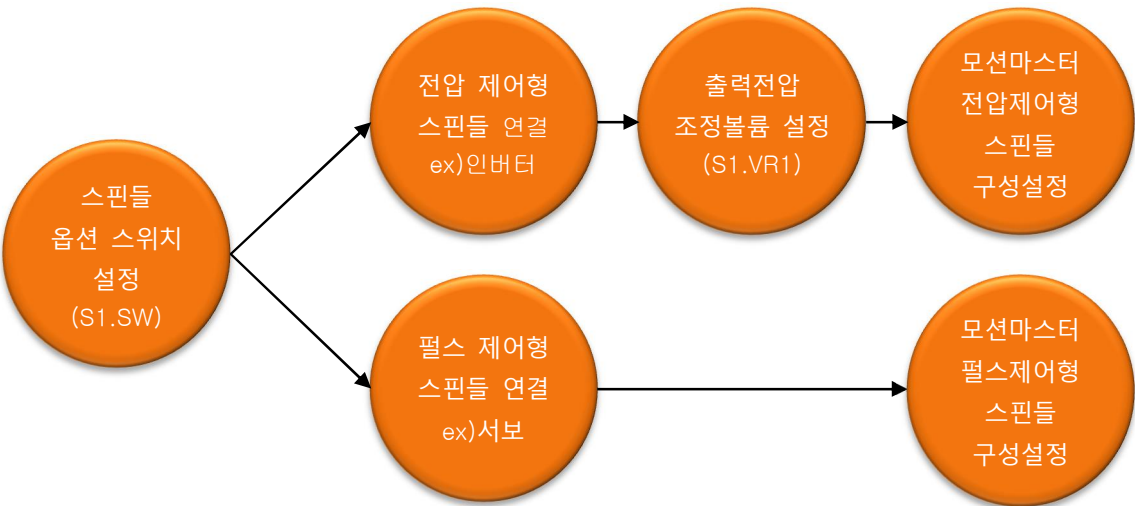 스핀들
옵션 스위치
설정
(S1.SW)
전압 제어형
스핀들 연결
ex)인버터
출력전압
조정볼륨 설정
(S1.VR1)
모션마스터
전압제어형
스핀들
구성설정
펄스 제어형
스핀들 연결
ex)서보
모션마스터
펄스제어형
스핀들
구성설정